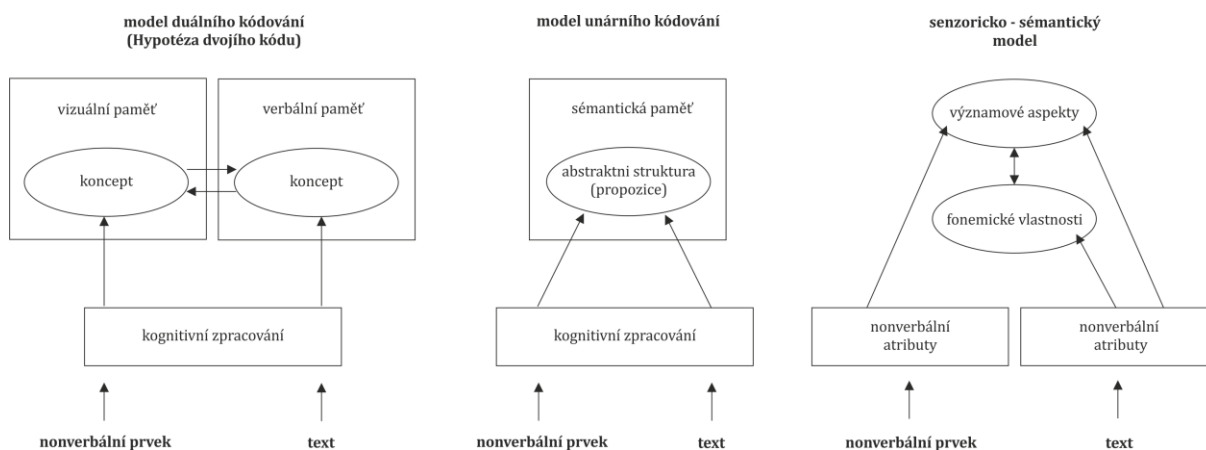 model duálního kódování
(Hypotéza dvojího kódu)
vizuální paměť
verbální paměť
koncept
koncept
kognitivní zpracování
nonverbální prvek
text
model unárního kódování
sémantická paměť
abstraktni struktura
(propozice)
kognitivní zpracování
nonverbální prvek
text
senzoricko - sémantický
model
významové aspekty
fonemické vlastnosti
nonverbální
atributy
nonverbální
atributy
nonverbální prvek
text